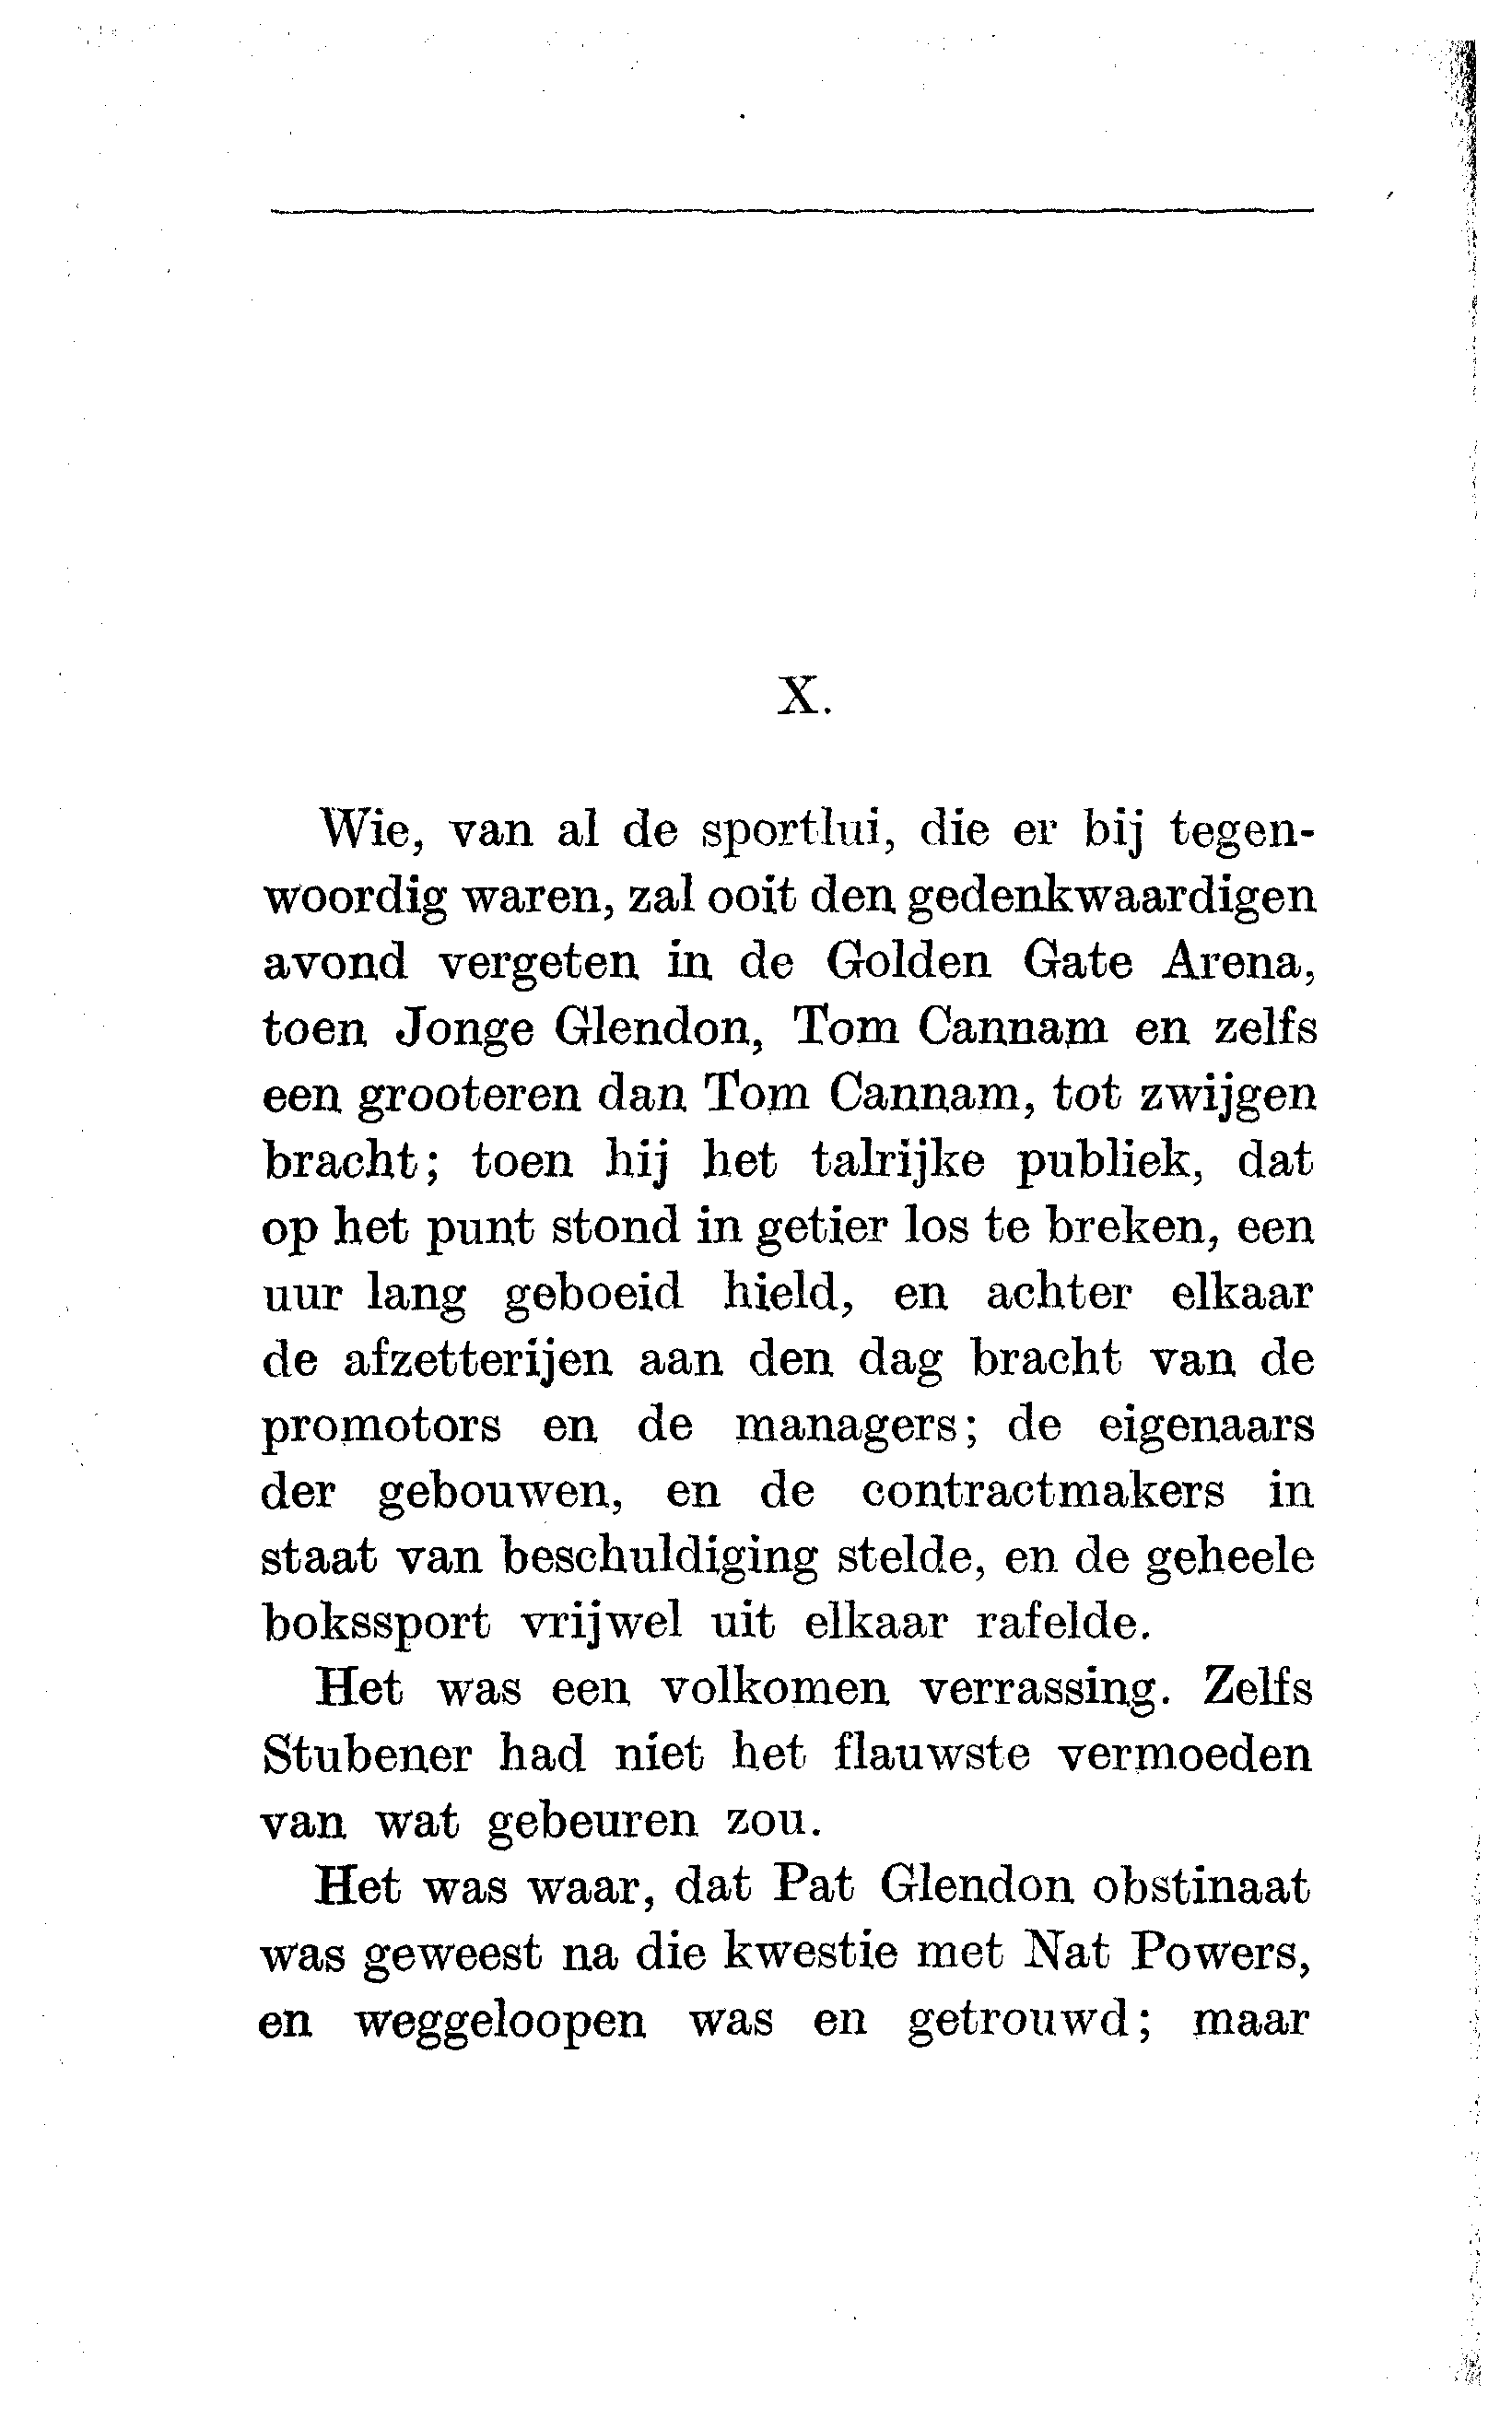 X.
Wie, van al de sportlui, die er bij tegen-
woordig waren, zal ooit den gedenkwaardigen
avond vergeten in de Golden Gate Arena,
toen Jonge Glendon, Tom Cannam en zelfs
een grooteren dan Tom Cannam, tot zwijgen
bracht; toen hij het talrijke publiek, dat
op het punt stond in getier los te breken, een
uur lang geboeid hield, en achter elkaar
de afzetterijen aan den dag bracht van de
promotors en de managers; de eigenaars
der gebouwen, en de contractmakers in
staat van beschuldiging stelde, en de geheele
bokssport vrijwel uit elkaar rafelde.
Het was een volkomen verrassing. Zelfs
Stubener had niet het flauwste vermoeden
van wat gebeuren zou.
Het was waar, dat Pat Glendon obstinaat
was geweest na die kwestie met Nat Powers,
en weggeloopen was en getrouwd; maar